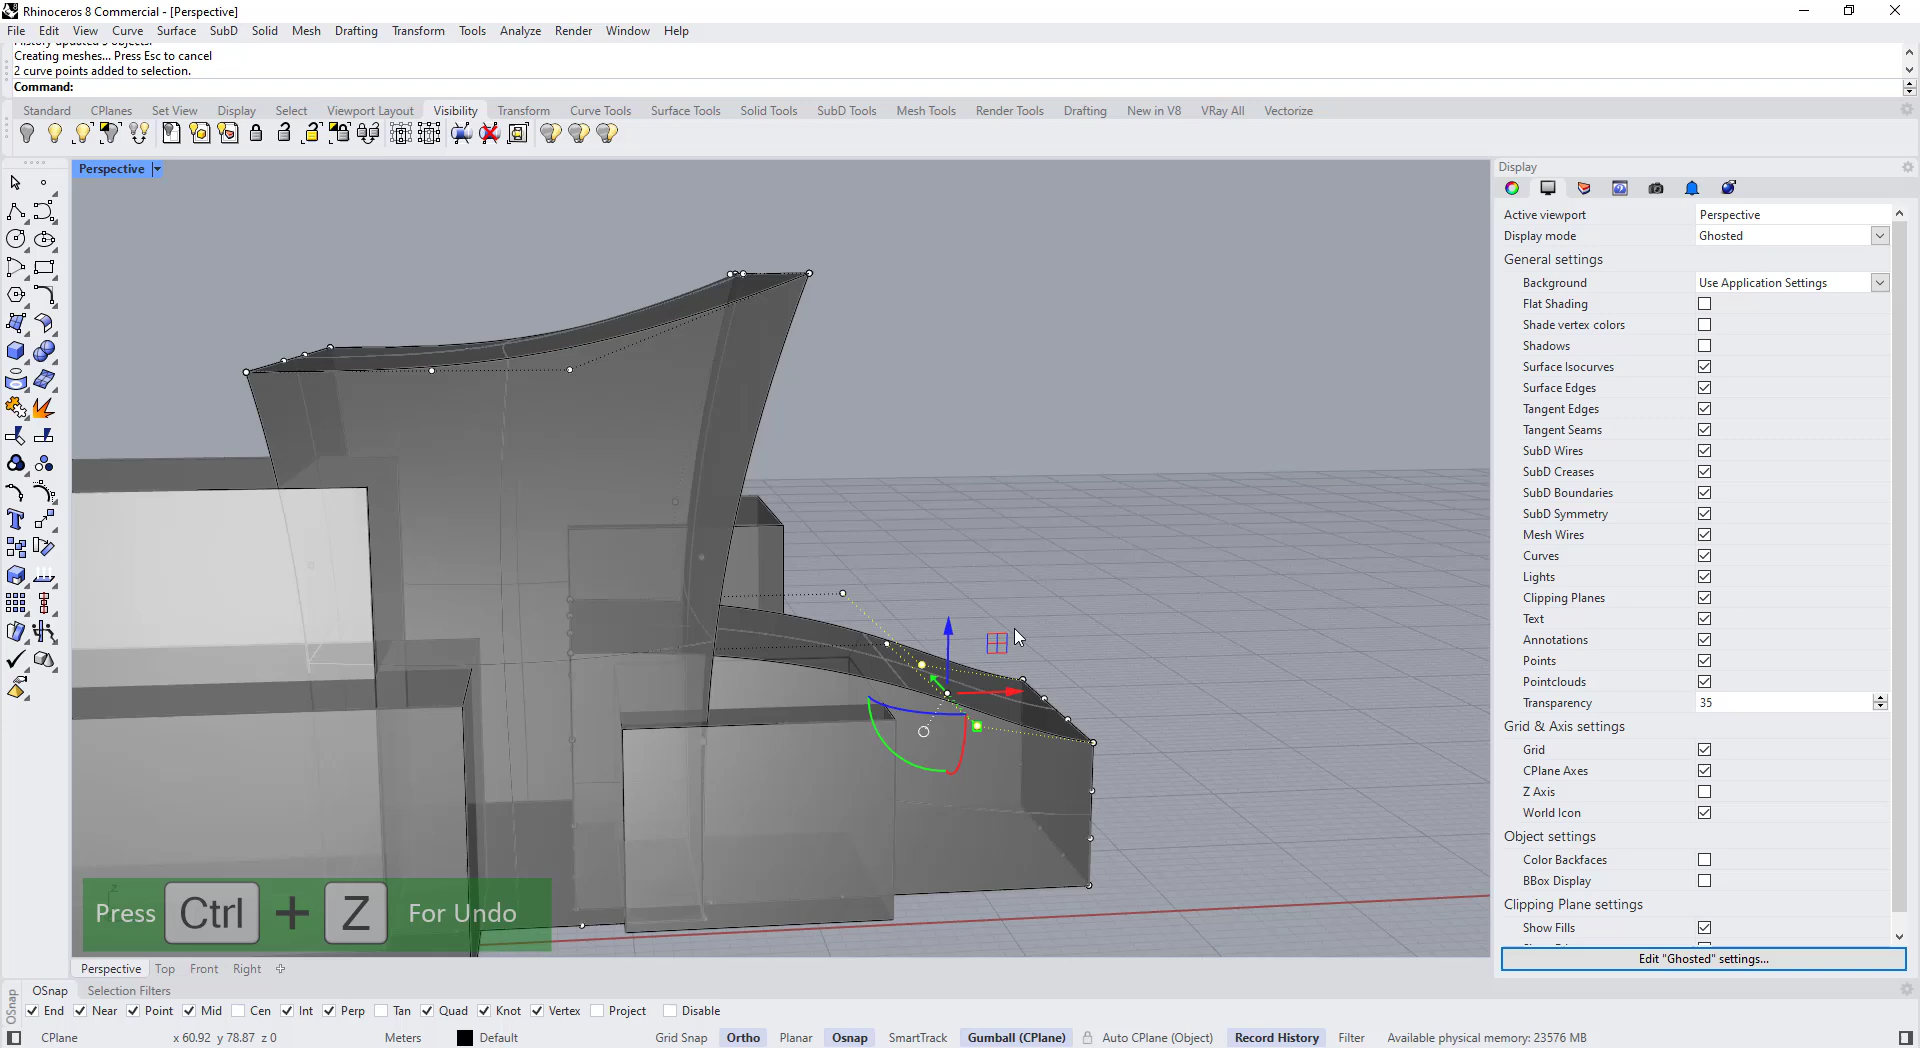 Rhinoceros 8 Commercial - [Perspective]
File Edit View Curve Surface SubD Solid Mesh Drafting Transform Tools Analyze Render Window Help
Creating meshes... Press Esc to cancel
2 curve points added to selection.
Command:
Standard CPlanes Set View Display Select Viewport Layout Visibility Transform Curve Tools Surface Tools Solid Tools SubD Tools Mesh Tools Render Tools Drafting New in V8 VRay All Vectorize
Perspective
Display
Active viewport Perspective
Display mode Ghosted
General settings
Background Use Application Settings
Flat Shading
Shade vertex colors
Shadows
Surface Isocurves
Surface Edges
Tangent Edges
Tangent Seams
SubD Wires
SubD Creases
SubD Boundaries
SubD Symmetry
Mesh Wires
Curves
Lights
Clipping Planes
Text
Annotations
Points
Pointclouds
Transparency 35
Grid & Axis settings
Grid
CPlane Axes
Z Axis
World Icon
Object settings
Color Backfaces
BBox Display
Clipping Plane settings
Show Fills
Edit "Ghosted" settings...
z
Press Ctrl + Z For Undo
Perspective Top Front Right
OSnap Selection Filters
OSnap
End Near Point Mid Cen Int Perp Tan Quad Knot Vertex Project Disable
CPlane x 60.92 y 78.87 z 0 Meters Default Grid Snap Ortho Planar Osnap SmartTrack Gumball (CPlane) Auto CPlane (Object) Record History Filter Available physical memory: 23576 MB